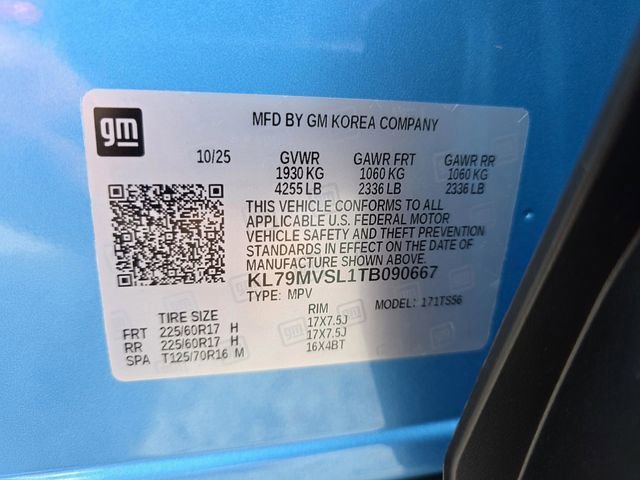 gm
MFD BY GM KOREA COMPANY
10/25 GVWR GAWR FRT GAWR RR
1930 KG 1060 KG 1060 KG
4255 LB 2336 LB 2336 LB
THIS VEHICLE CONFORMS TO ALL
APPLICABLE U.S. FEDERAL MOTOR
VEHICLE SAFETY AND THEFT PREVENTION
STANDARDS IN EFFECT ON THE DATE OF
MANUFACTURE SHOWN ABOVE.
KL79MVSL1TB090667
TYPE: MPV MODEL: 171TS56
TIRE SIZE RIM
FRT 225/60R17 H 17X7.5J
RR 225/60R17 H 17X7.5J
SPA T125/70R16 M 16X4BT